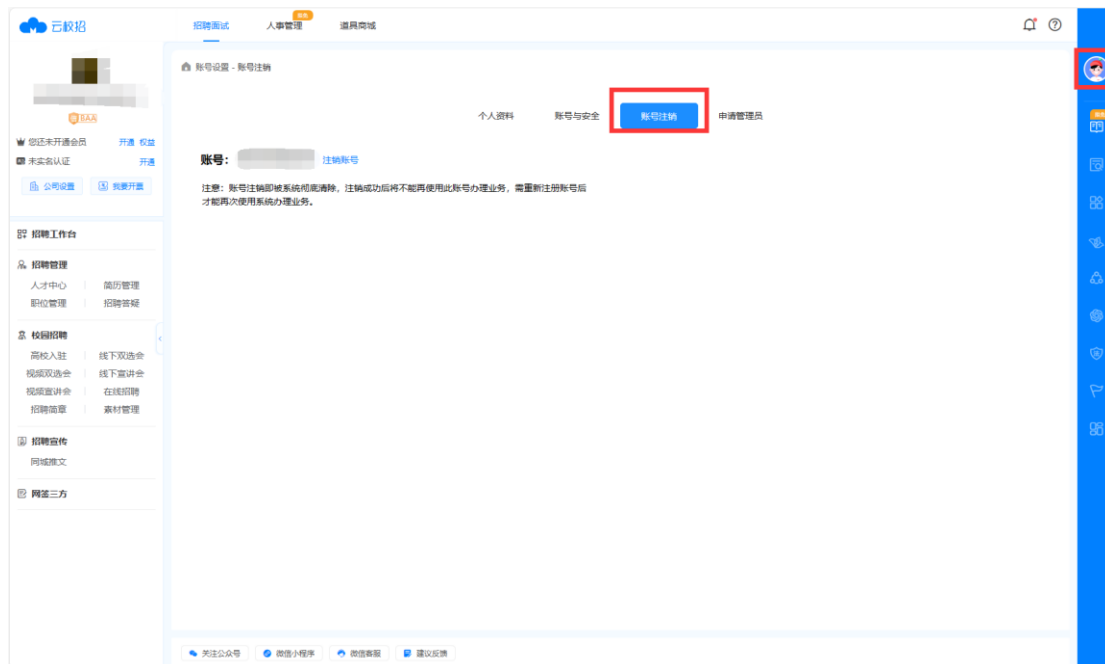 云校招
招聘面试 人事管理 道具商城
账号设置 - 账号注销
个人资料 账号与安全 账号注销 申请管理员
BAA
您还未开通会员 开通 权益
未实名认证 开通
公司设置 我要开票
账号： 注销账号
注意：账号注销即被系统彻底清除，注销成功后将不能再使用此账号办理业务，需重新注册账号后
才能再次使用系统办理业务。
招聘工作台
招聘管理
人才中心 简历管理
职位管理 招聘答疑
校园招聘
高校入驻 线下双选会
视频双选会 线下宣讲会
视频宣讲会 在线招聘
招聘简章 素材管理
招聘宣传
同城推文
网签三方
关注公众号 微信小程序 微信客服 建议反馈